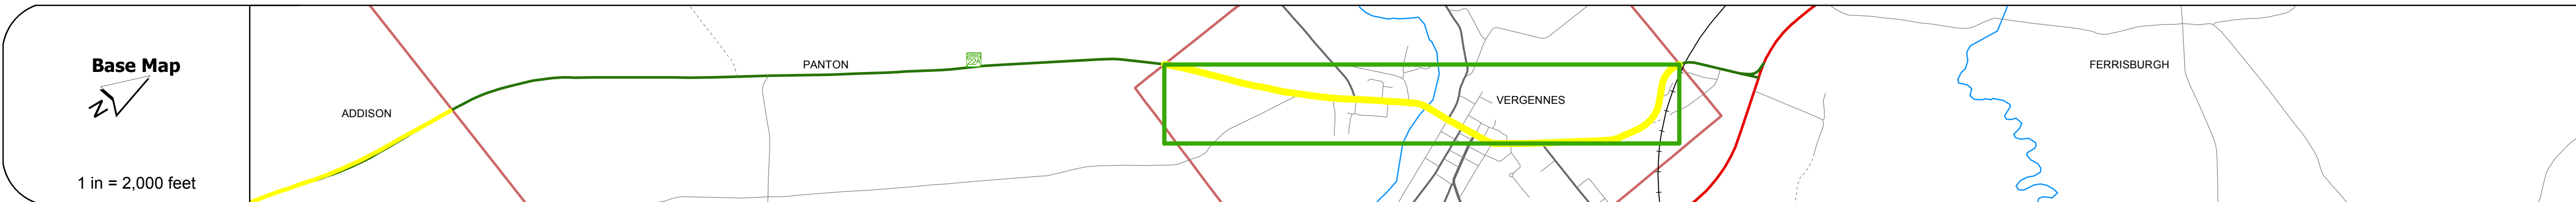 Base Map
N
1 in = 2,000 feet
ADDISON
PANTON
22A
VERGENNES
FERRISBURGH